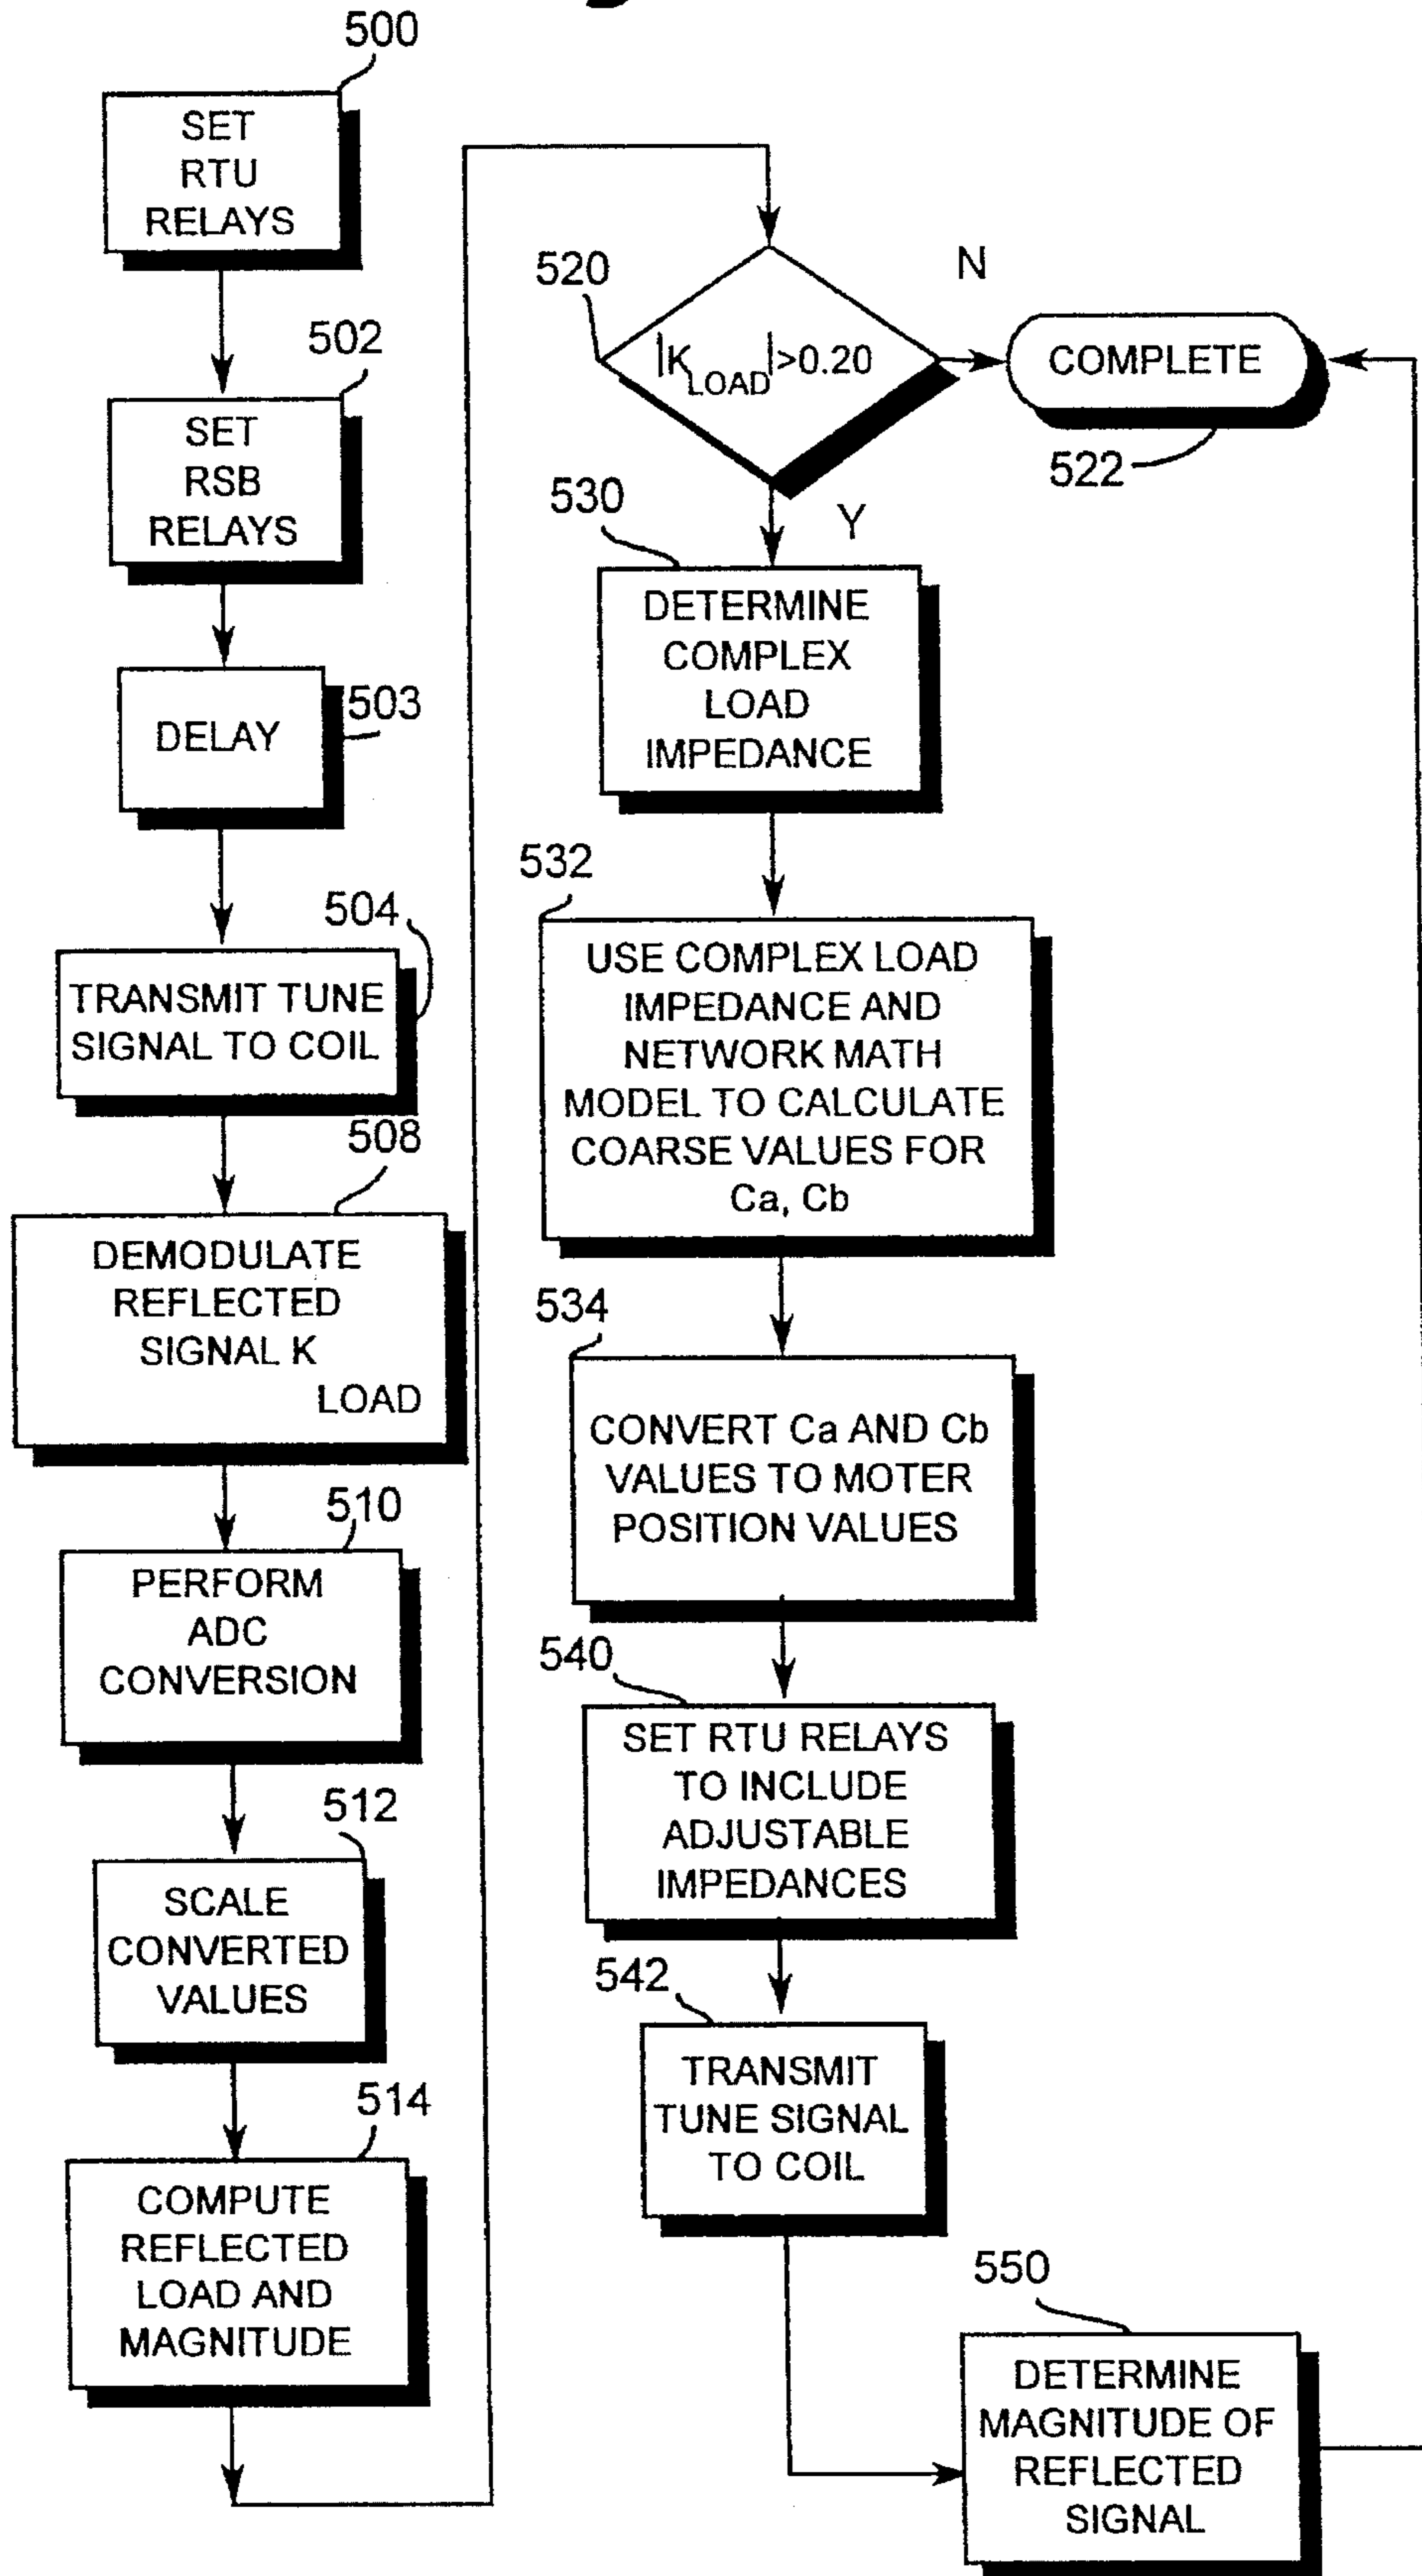 500
SET
RTU
RELAYS
502
SET
RSB
RELAYS
503
DELAY
504
TRANSMIT TUNE
SIGNAL TO COIL
508
DEMODULATE
REFLECTED
SIGNAL K
LOAD
510
PERFORM
ADC
CONVERSION
512
SCALE
CONVERTED
VALUES
514
COMPUTE
REFLECTED
LOAD AND
MAGNITUDE
520
|K LOAD|>0.20
N
COMPLETE
522
Y
530
DETERMINE
COMPLEX
LOAD
IMPEDANCE
532
USE COMPLEX LOAD
IMPEDANCE AND
NETWORK MATH
MODEL TO CALCULATE
COARSE VALUES FOR
Ca, Cb
534
CONVERT Ca AND Cb
VALUES TO MOTER
POSITION VALUES
540
SET RTU RELAYS
TO INCLUDE
ADJUSTABLE
IMPEDANCES
542
TRANSMIT
TUNE SIGNAL
TO COIL
550
DETERMINE
MAGNITUDE OF
REFLECTED
SIGNAL